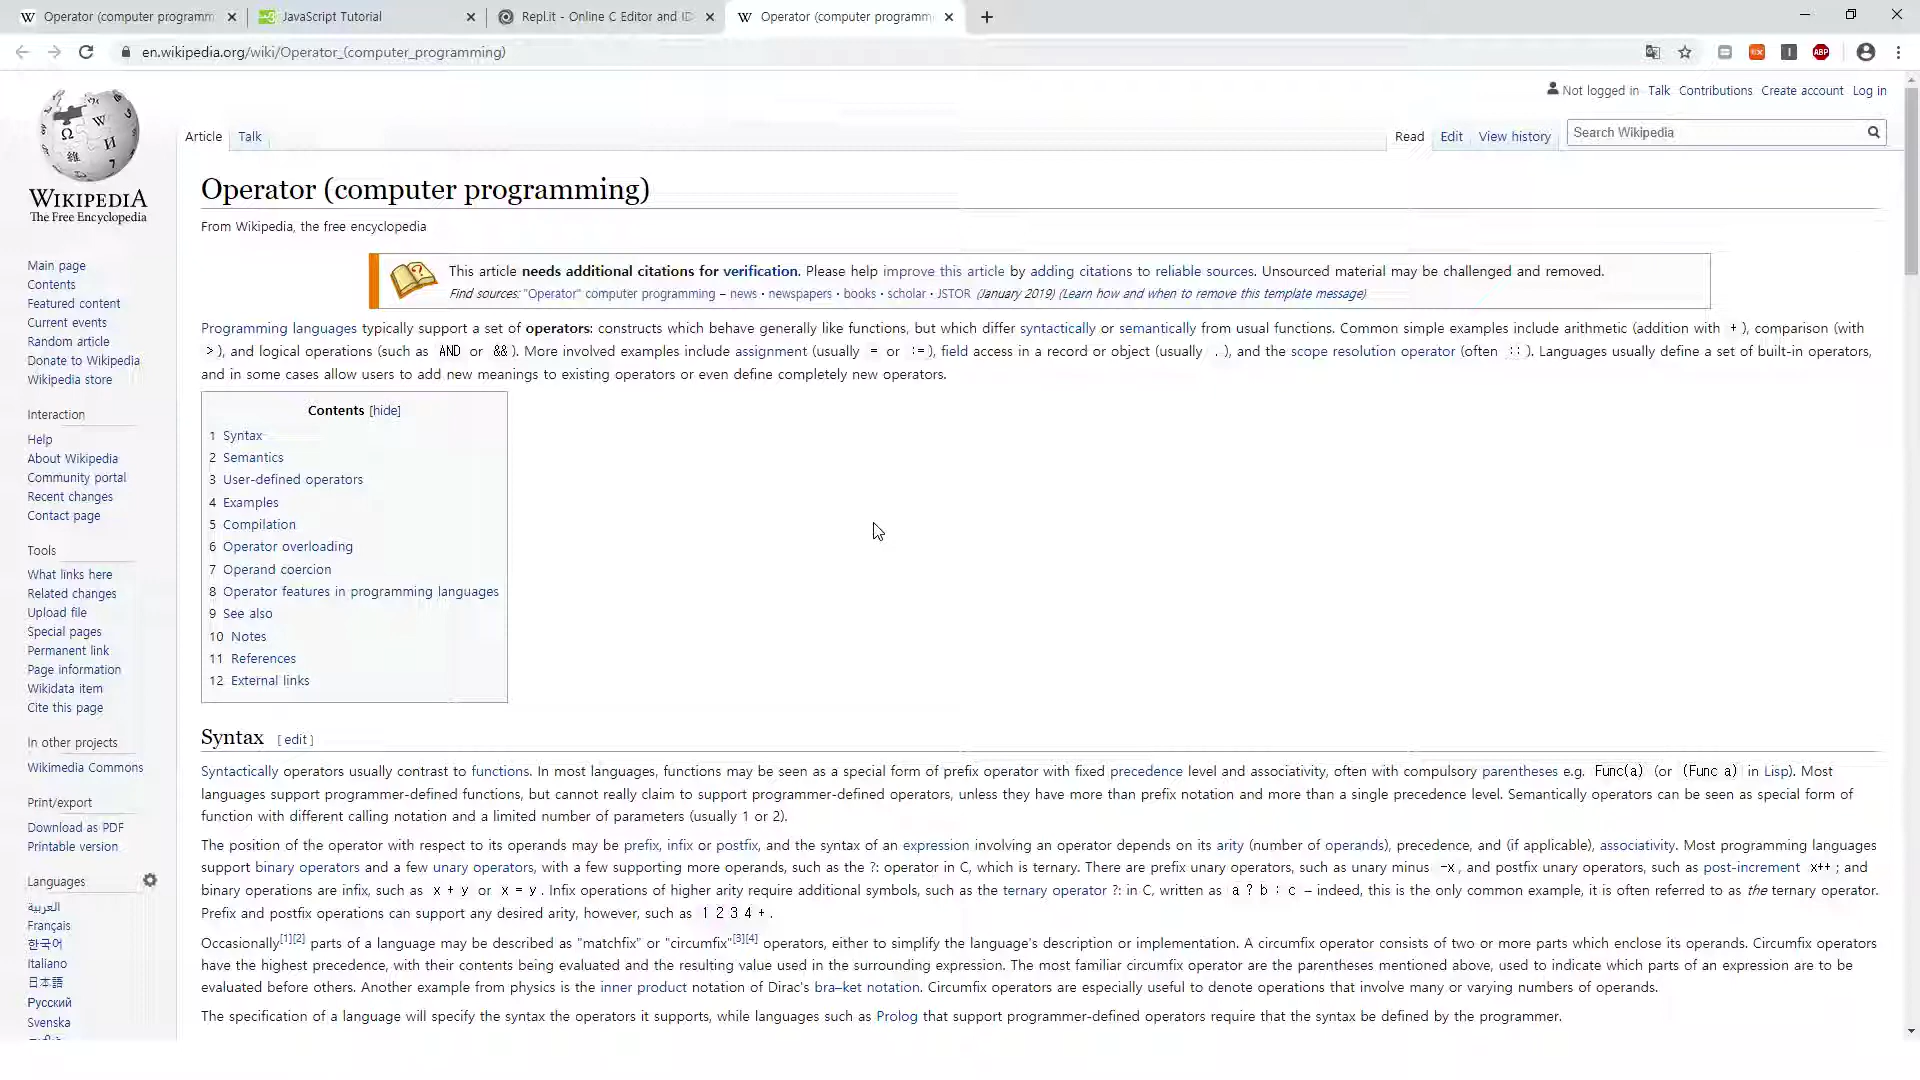 Operator (computer programm
JavaScript Tutorial
Repl.it - Online C Editor and ID
Operator (computer programm
en.wikipedia.org/wiki/Operator_(computer_programming)
ABP
Not logged in Talk Contributions Create account Log in
Article Talk
Read Edit View history
Search Wikipedia
WIKIPEDIA
The Free Encyclopedia
Main page
Contents
Featured content
Current events
Random article
Donate to Wikipedia
Wikipedia store
Interaction
Help
About Wikipedia
Community portal
Recent changes
Contact page
Tools
What links here
Related changes
Upload file
Special pages
Permanent link
Page information
Wikidata item
Cite this page
In other projects
Wikimedia Commons
Print/export
Download as PDF
Printable version
Languages
العربية
Français
한국어
Italiano
日本語
Русский
Svenska
Operator (computer programming)
From Wikipedia, the free encyclopedia
This article needs additional citations for verification. Please help improve this article by adding citations to reliable sources. Unsourced material may be challenged and removed.
Find sources: "Operator" computer programming – news · newspapers · books · scholar · JSTOR (January 2019) (Learn how and when to remove this template message)
Programming languages typically support a set of operators: constructs which behave generally like functions, but which differ syntactically or semantically from usual functions. Common simple examples include arithmetic (addition with + ), comparison (with
> ), and logical operations (such as AND or && ). More involved examples include assignment (usually = or := ), field access in a record or object (usually . ), and the scope resolution operator (often :: ). Languages usually define a set of built-in operators,
and in some cases allow users to add new meanings to existing operators or even define completely new operators.
Contents [hide]
1 Syntax
2 Semantics
3 User-defined operators
4 Examples
5 Compilation
6 Operator overloading
7 Operand coercion
8 Operator features in programming languages
9 See also
10 Notes
11 References
12 External links
Syntax [ edit ]
Syntactically operators usually contrast to functions. In most languages, functions may be seen as a special form of prefix operator with fixed precedence level and associativity, often with compulsory parentheses e.g. Func(a) (or (Func a) in Lisp). Most
languages support programmer-defined functions, but cannot really claim to support programmer-defined operators, unless they have more than prefix notation and more than a single precedence level. Semantically operators can be seen as special form of
function with different calling notation and a limited number of parameters (usually 1 or 2).
The position of the operator with respect to its operands may be prefix, infix or postfix, and the syntax of an expression involving an operator depends on its arity (number of operands), precedence, and (if applicable), associativity. Most programming languages
support binary operators and a few unary operators, with a few supporting more operands, such as the ?: operator in C, which is ternary. There are prefix unary operators, such as unary minus -x , and postfix unary operators, such as post-increment x++ ; and
binary operations are infix, such as x + y or x = y . Infix operations of higher arity require additional symbols, such as the ternary operator ?: in C, written as a ? b : c – indeed, this is the only common example, it is often referred to as the ternary operator.
Prefix and postfix operations can support any desired arity, however, such as 1 2 3 4 + .
Occasionally[1][2] parts of a language may be described as "matchfix" or "circumfix"[3][4] operators, either to simplify the language's description or implementation. A circumfix operator consists of two or more parts which enclose its operands. Circumfix operators
have the highest precedence, with their contents being evaluated and the resulting value used in the surrounding expression. The most familiar circumfix operator are the parentheses mentioned above, used to indicate which parts of an expression are to be
evaluated before others. Another example from physics is the inner product notation of Dirac's bra–ket notation. Circumfix operators are especially useful to denote operations that involve many or varying numbers of operands.
The specification of a language will specify the syntax the operators it supports, while languages such as Prolog that support programmer-defined operators require that the syntax be defined by the programmer.